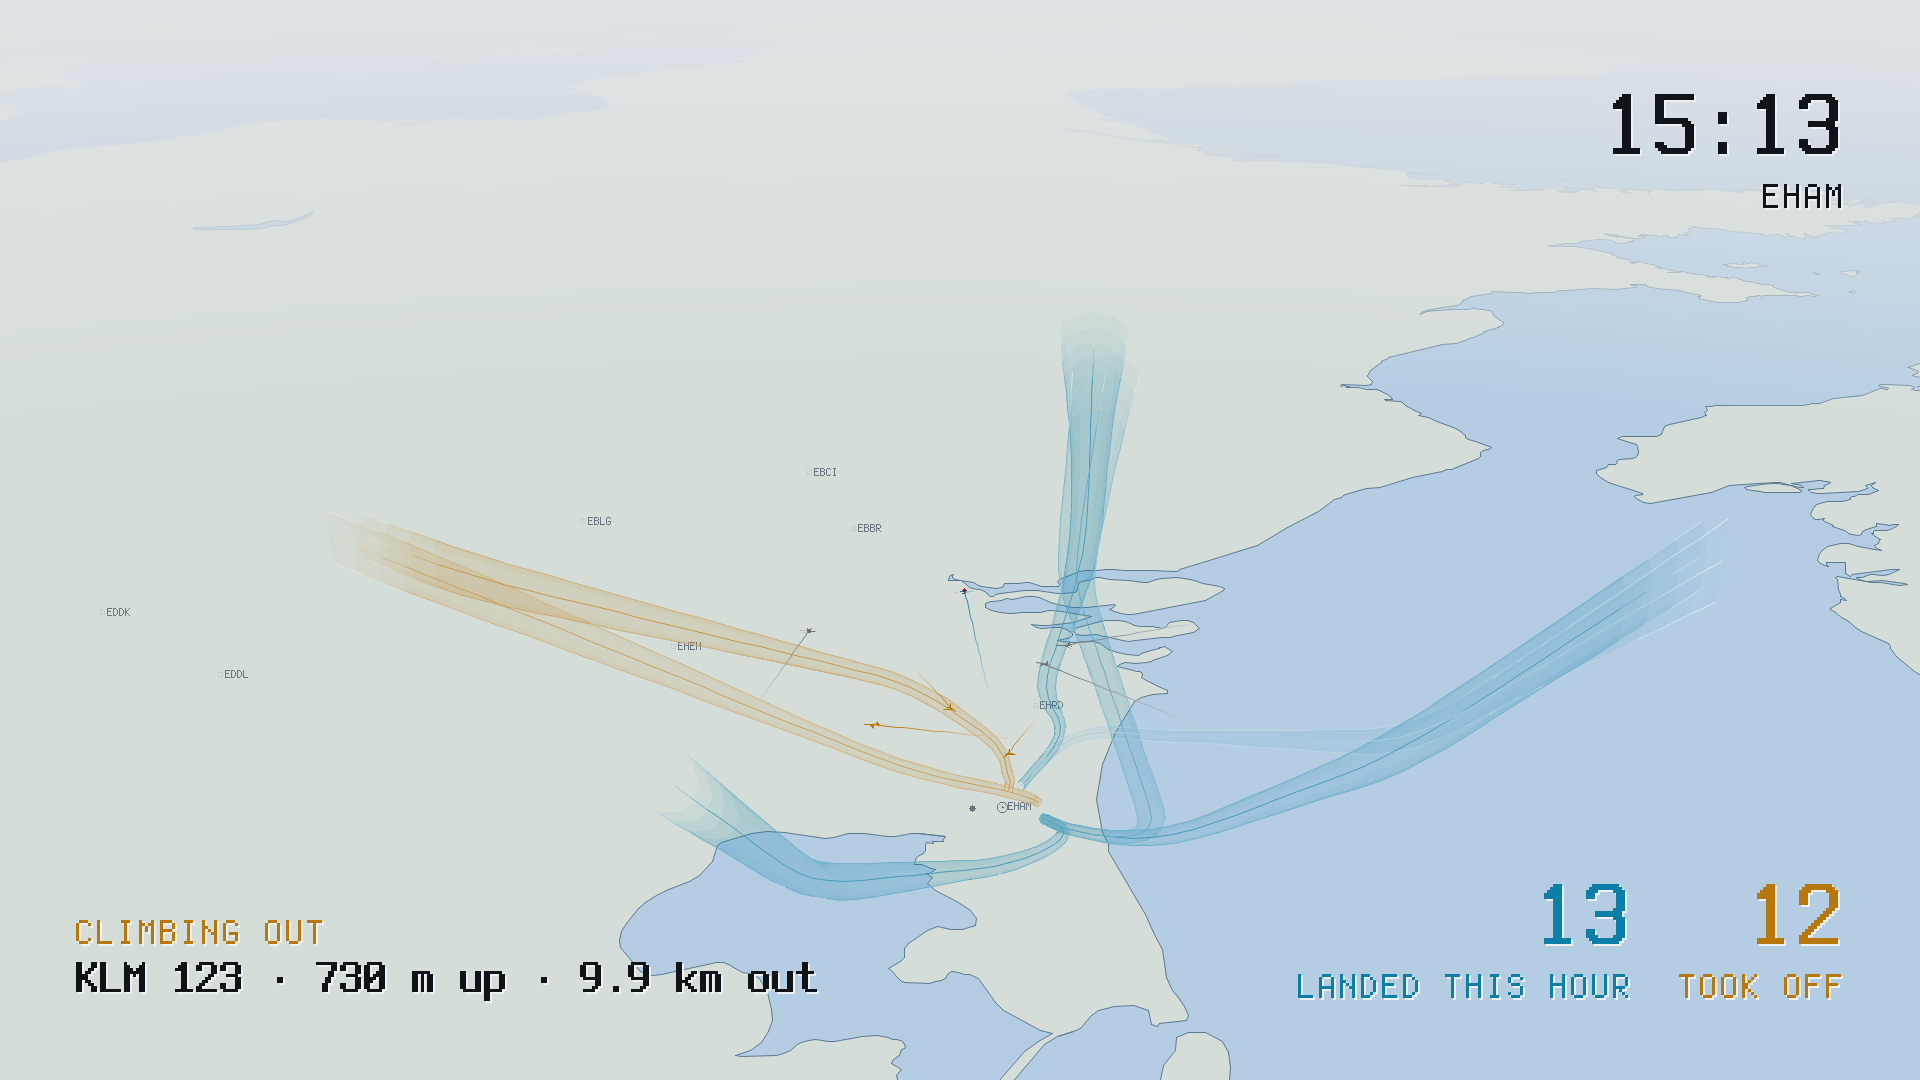 15:13
EHAM
EBCI
EBLG
EBBR
EDDK
EHEH
EDDL
EHRD
EHAM
CLIMBING OUT
KLM 123 · 730 m up · 9.9 km out
13 12
LANDED THIS HOUR TOOK OFF